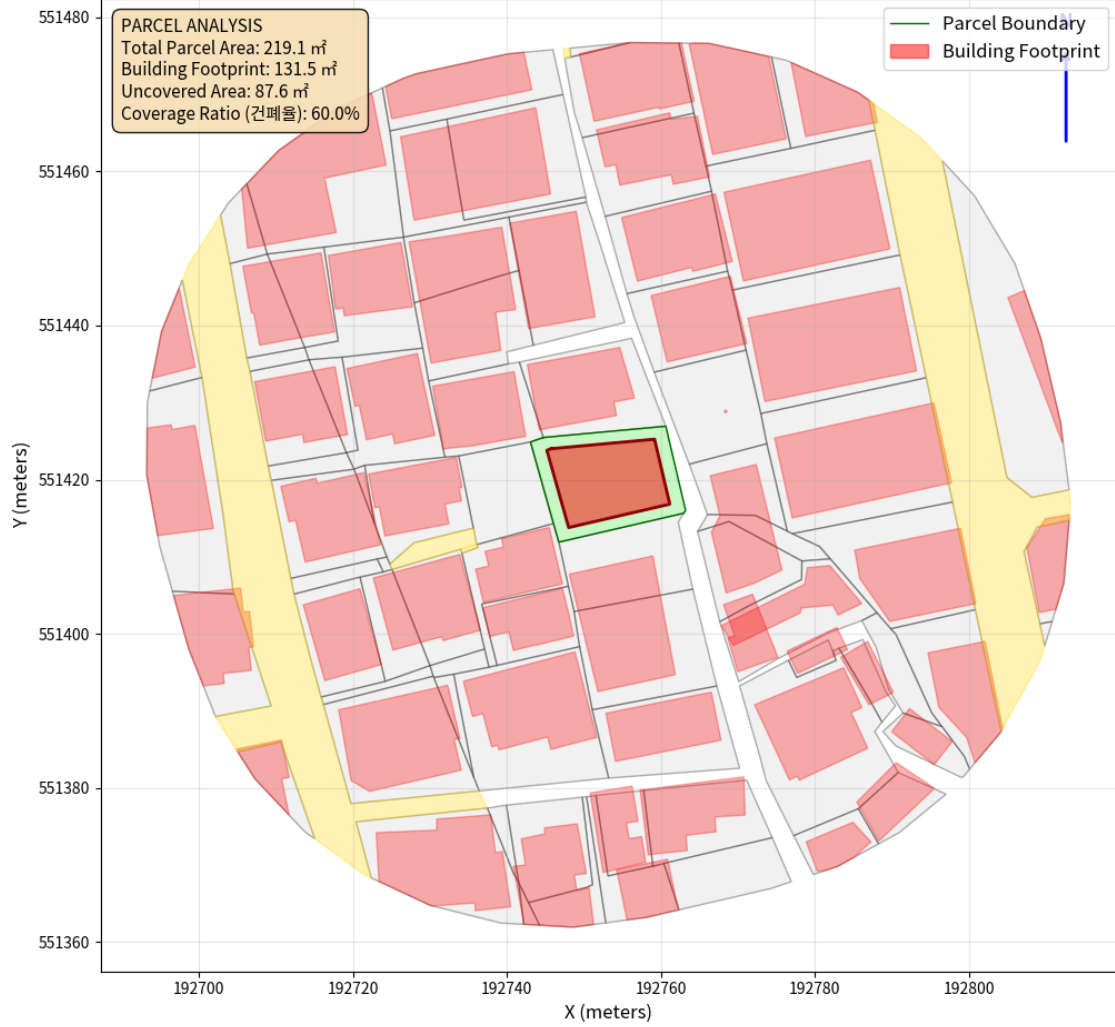 PARCEL ANALYSIS
Total Parcel Area: 219.1 ㎡
Building Footprint: 131.5 ㎡
Uncovered Area: 87.6 ㎡
Coverage Ratio (건폐율): 60.0%
Parcel Boundary
Building Footprint
N
551480
551460
551440
551420
551400
551380
551360
Y (meters)
192700
192720
192740
192760
192780
192800
X (meters)